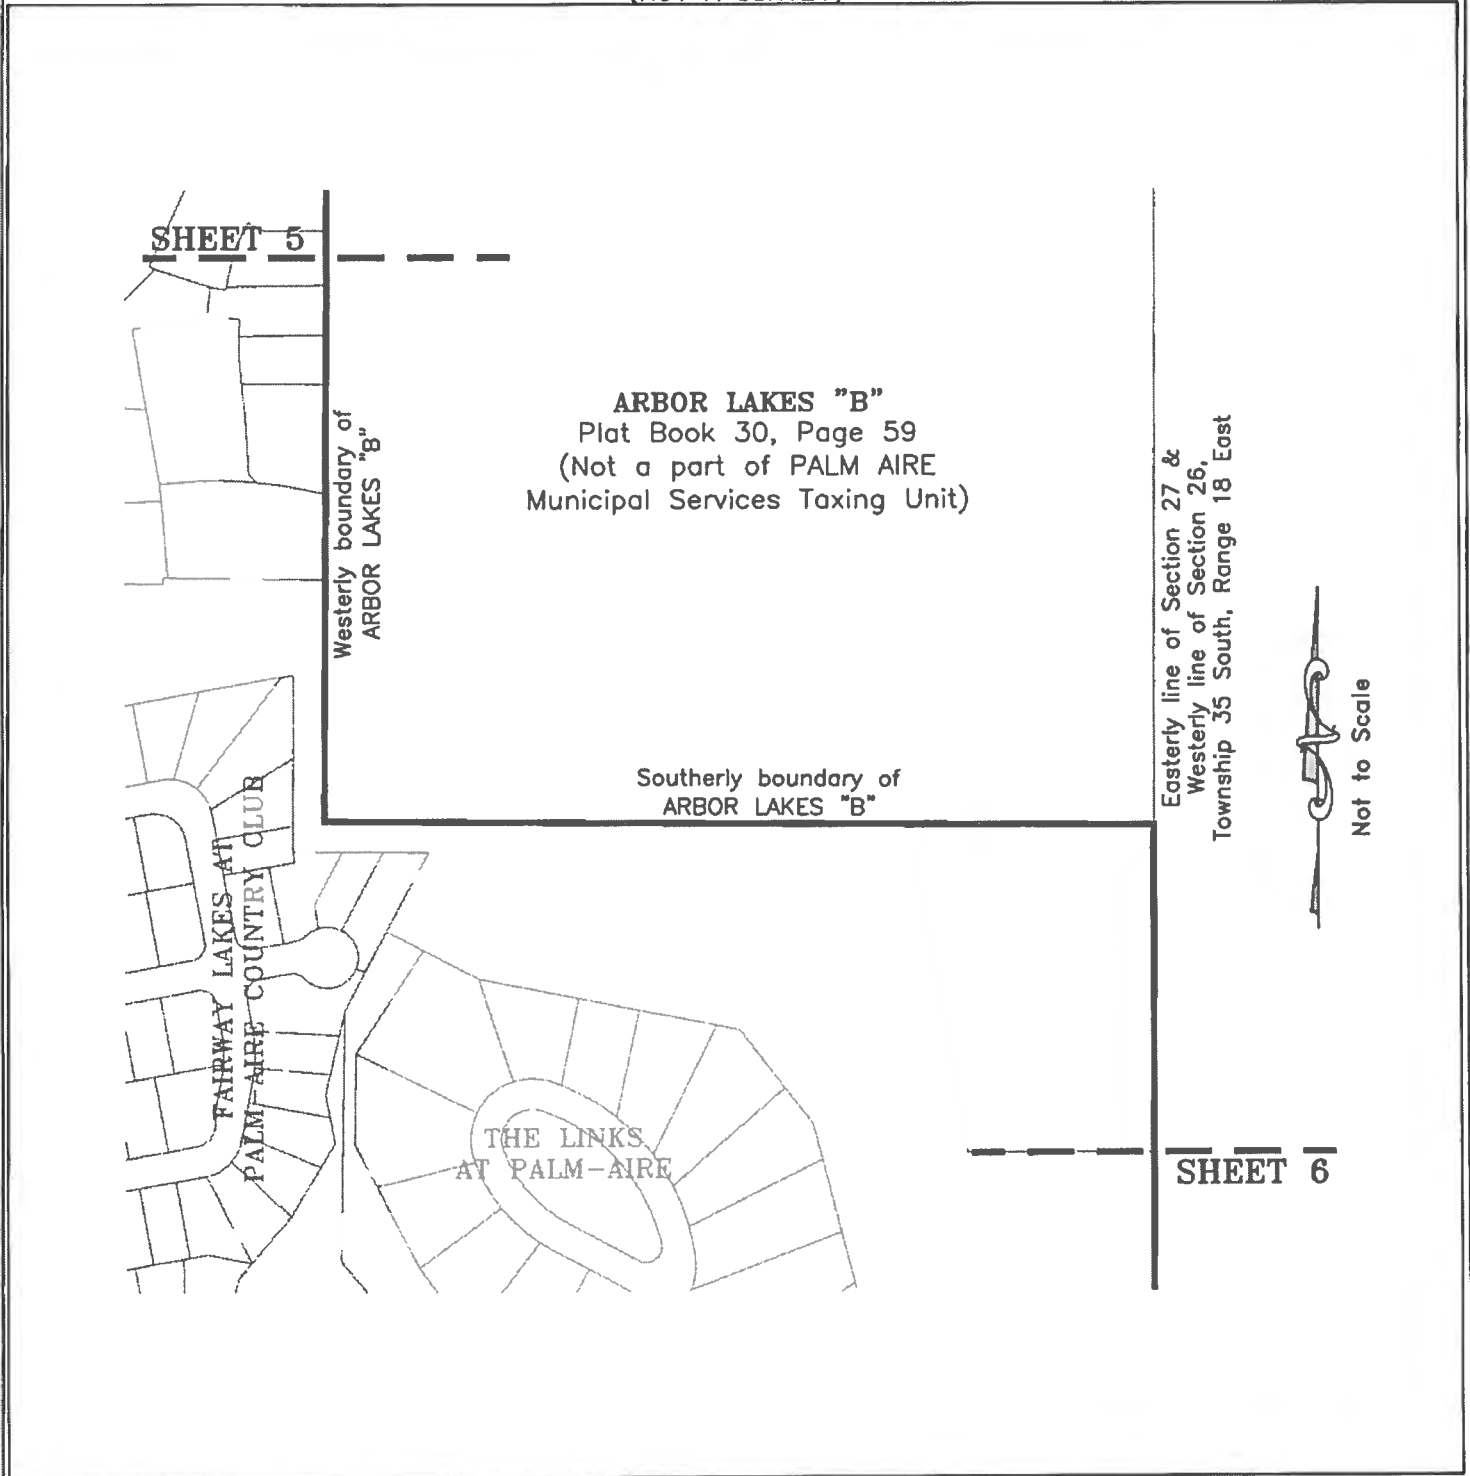 SHEET 5
ARBOR LAKES "B"
Plat Book 30, Page 59
(Not a part of PALM AIRE
Municipal Services Taxing Unit)
Westerly boundary of
ARBOR LAKES "B"
Easterly line of Section 27 &
Westerly line of Section 26,
Township 35 South, Range 18 East
Not to Scale
Southerly boundary of
ARBOR LAKES "B"
FAIRWAY LAKES AT
PALM-AIRE COUNTRY CLUB
THE LINKS
AT PALM-AIRE
SHEET 6